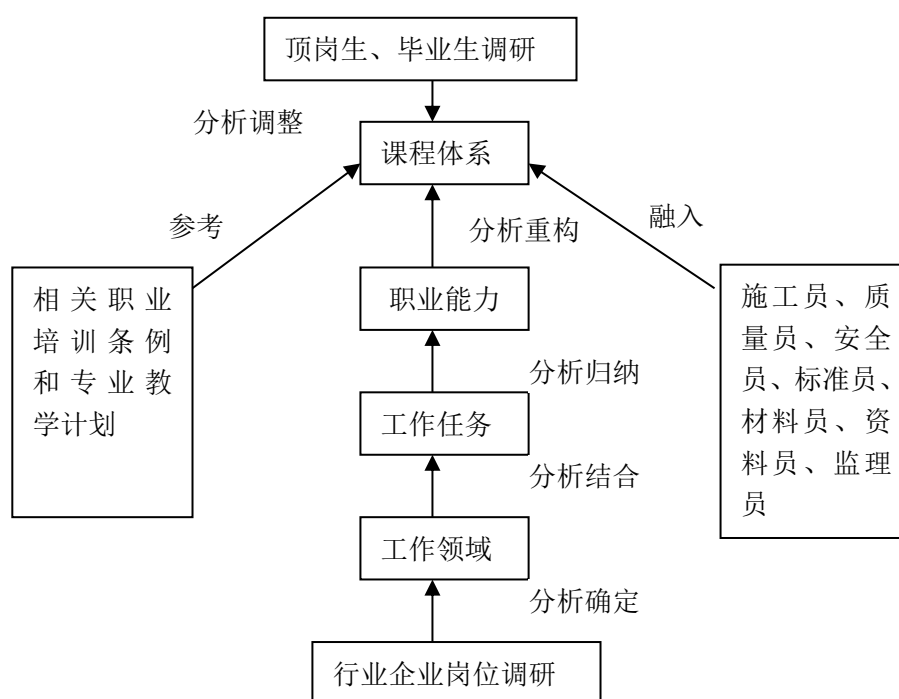 顶岗生、毕业生调研
分析调整
课程体系
参考
融入
分析重构
相关职业
培训条例
和专业教
学计划
职业能力
施工员、质
量员、安全
员、标准员、
材料员、资
料员、监理
员
分析归纳
工作任务
分析结合
工作领域
分析确定
行业企业岗位调研